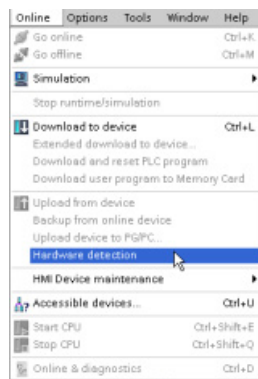 Online Options Tools Window Help
Go online Ctrl+K
Go offline Ctrl+M
Simulation
Stop runtime/simulation
Download to device Ctrl+L
Extended download to device...
Download and reset PLC program
Download user program to Memory Card
Upload from device
Backup from online device
Upload device to PG/PC...
Hardware detection
HMI Device maintenance
Accessible devices... Ctrl+U
Start CPU Ctrl+Shift+E
Stop CPU Ctrl+Shift+Q
Online & diagnostics Ctrl+D